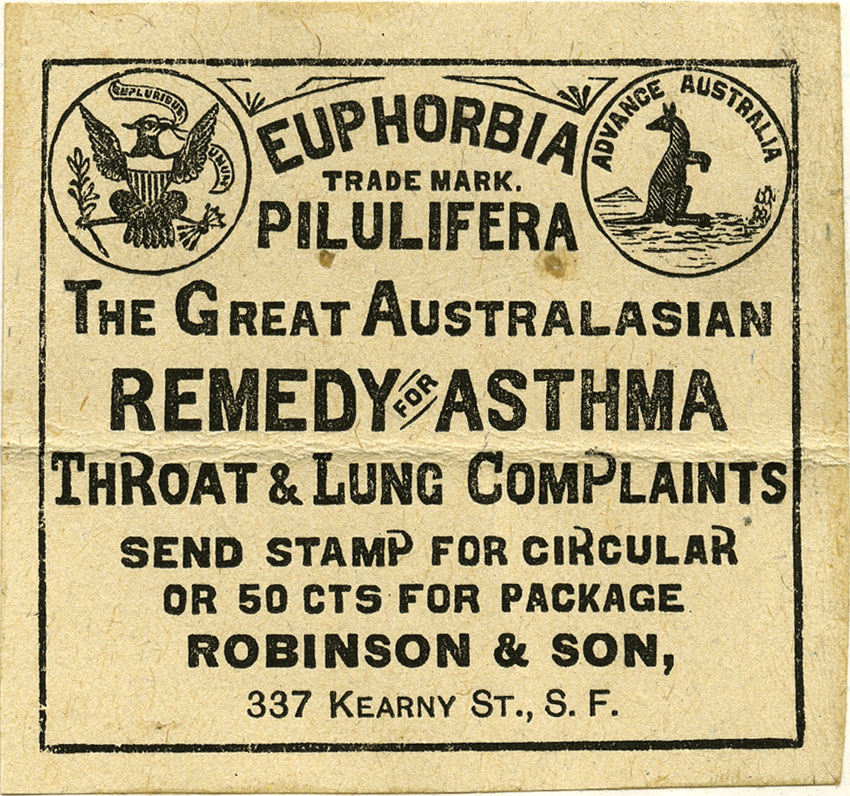 E PLURIBUS
UNUM
EUPHORBIA
TRADE MARK.
PILULIFERA
ADVANCE AUSTRALIA
THE GREAT AUSTRALASIAN
REMEDY FOR ASTHMA
THROAT & LUNG COMPLAINTS
SEND STAMP FOR CIRCULAR
OR 50 CTS FOR PACKAGE
ROBINSON & SON,
337 KEARNY ST., S. F.